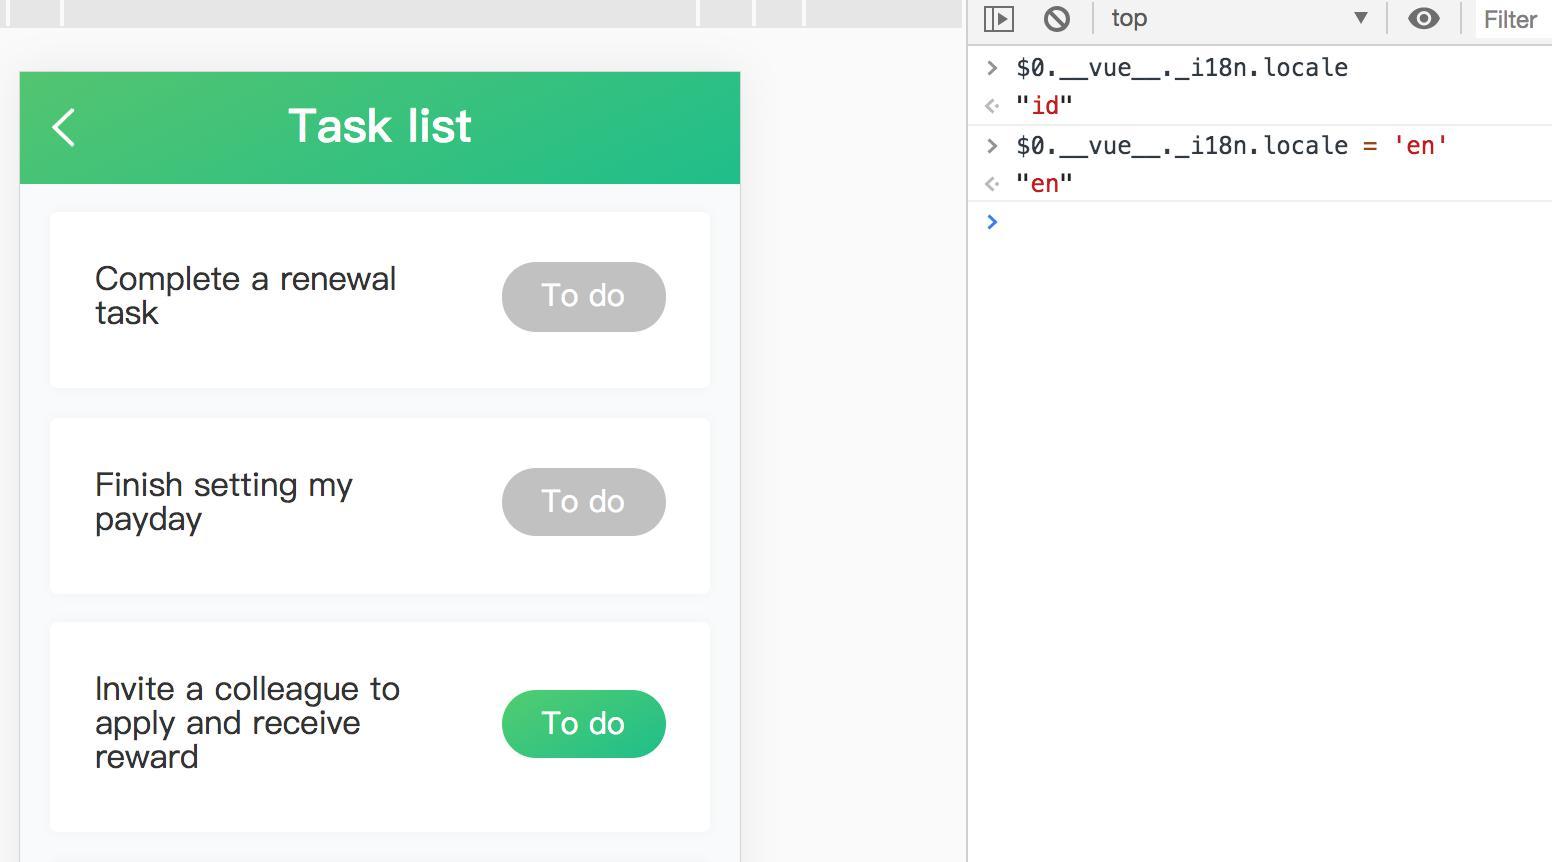 Task list
Complete a renewal
task
To do
Finish setting my
payday
To do
Invite a colleague to
apply and receive
reward
To do
top
Filter
> $0.__vue__._i18n.locale
"id"
> $0.__vue__._i18n.locale = 'en'
"en"
>